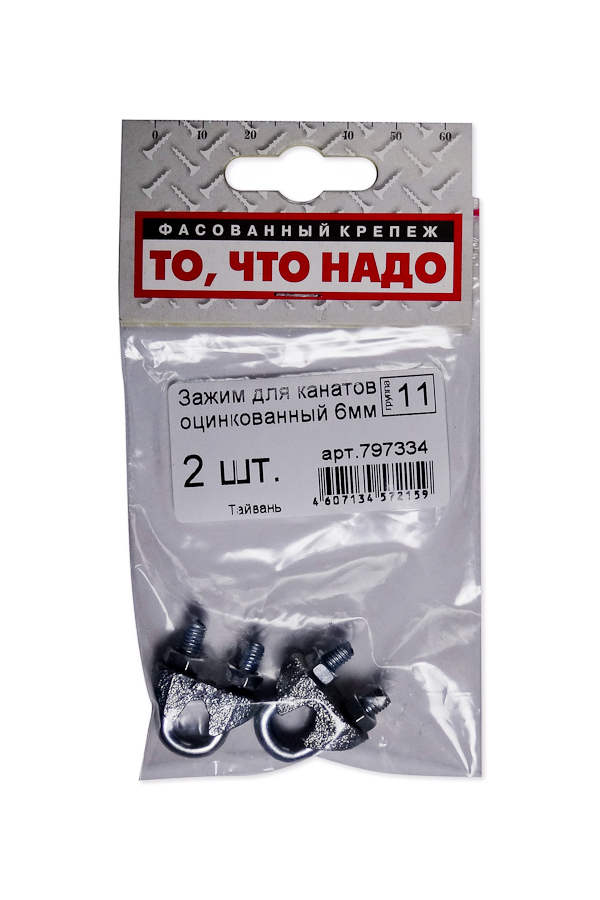 0 10 20 40 50 60
ФАСОВАННЫЙ КРЕПЕЖ
ТО, ЧТО НАДО
Зажим для канатов
оцинкованный 6мм
группа 11
арт.797334
2 шт.
4 607134 572159
Тайвань